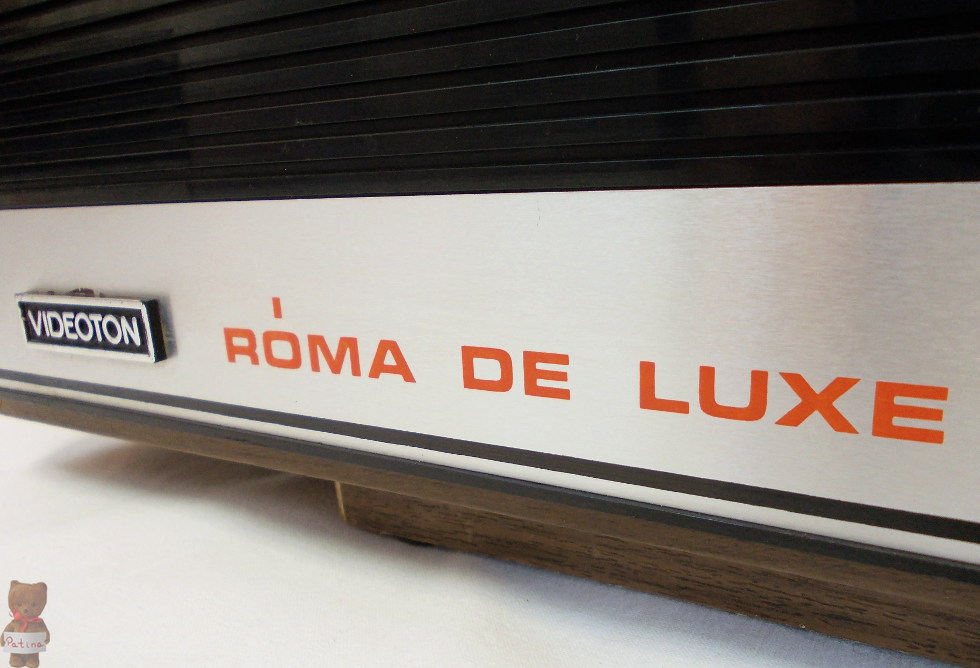 VIDEOTON
RÓMA DE LUXE
Patina